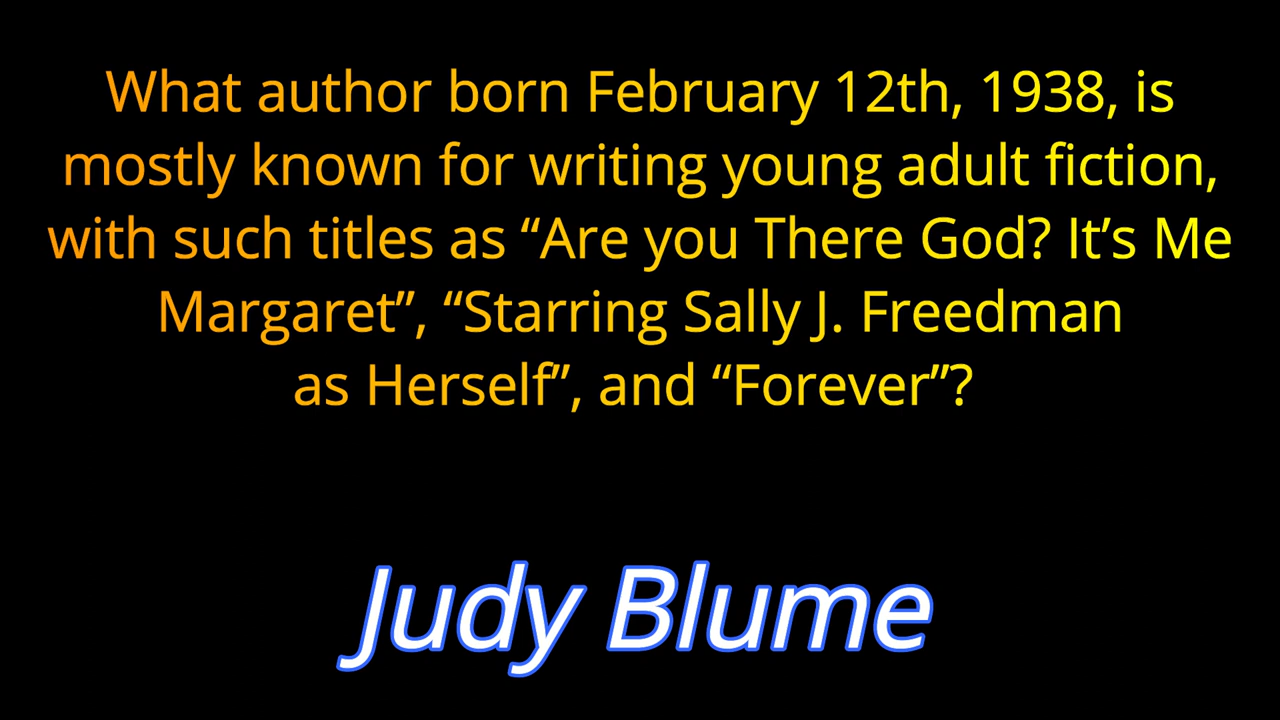 What author born February 12th, 1938, is
mostly known for writing young adult fiction,
with such titles as “Are you There God? It’s Me
Margaret”, “Starring Sally J. Freedman
as Herself”, and “Forever”?
Judy Blume